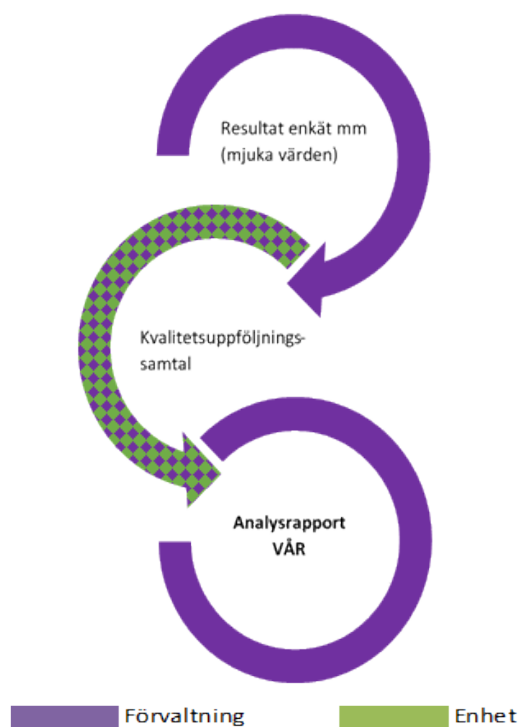 Resultat enkät mm
(mjuka värden)
Kvalitetsuppföljnings-
samtal
Analysrapport
VÅR
Förvaltning
Enhet